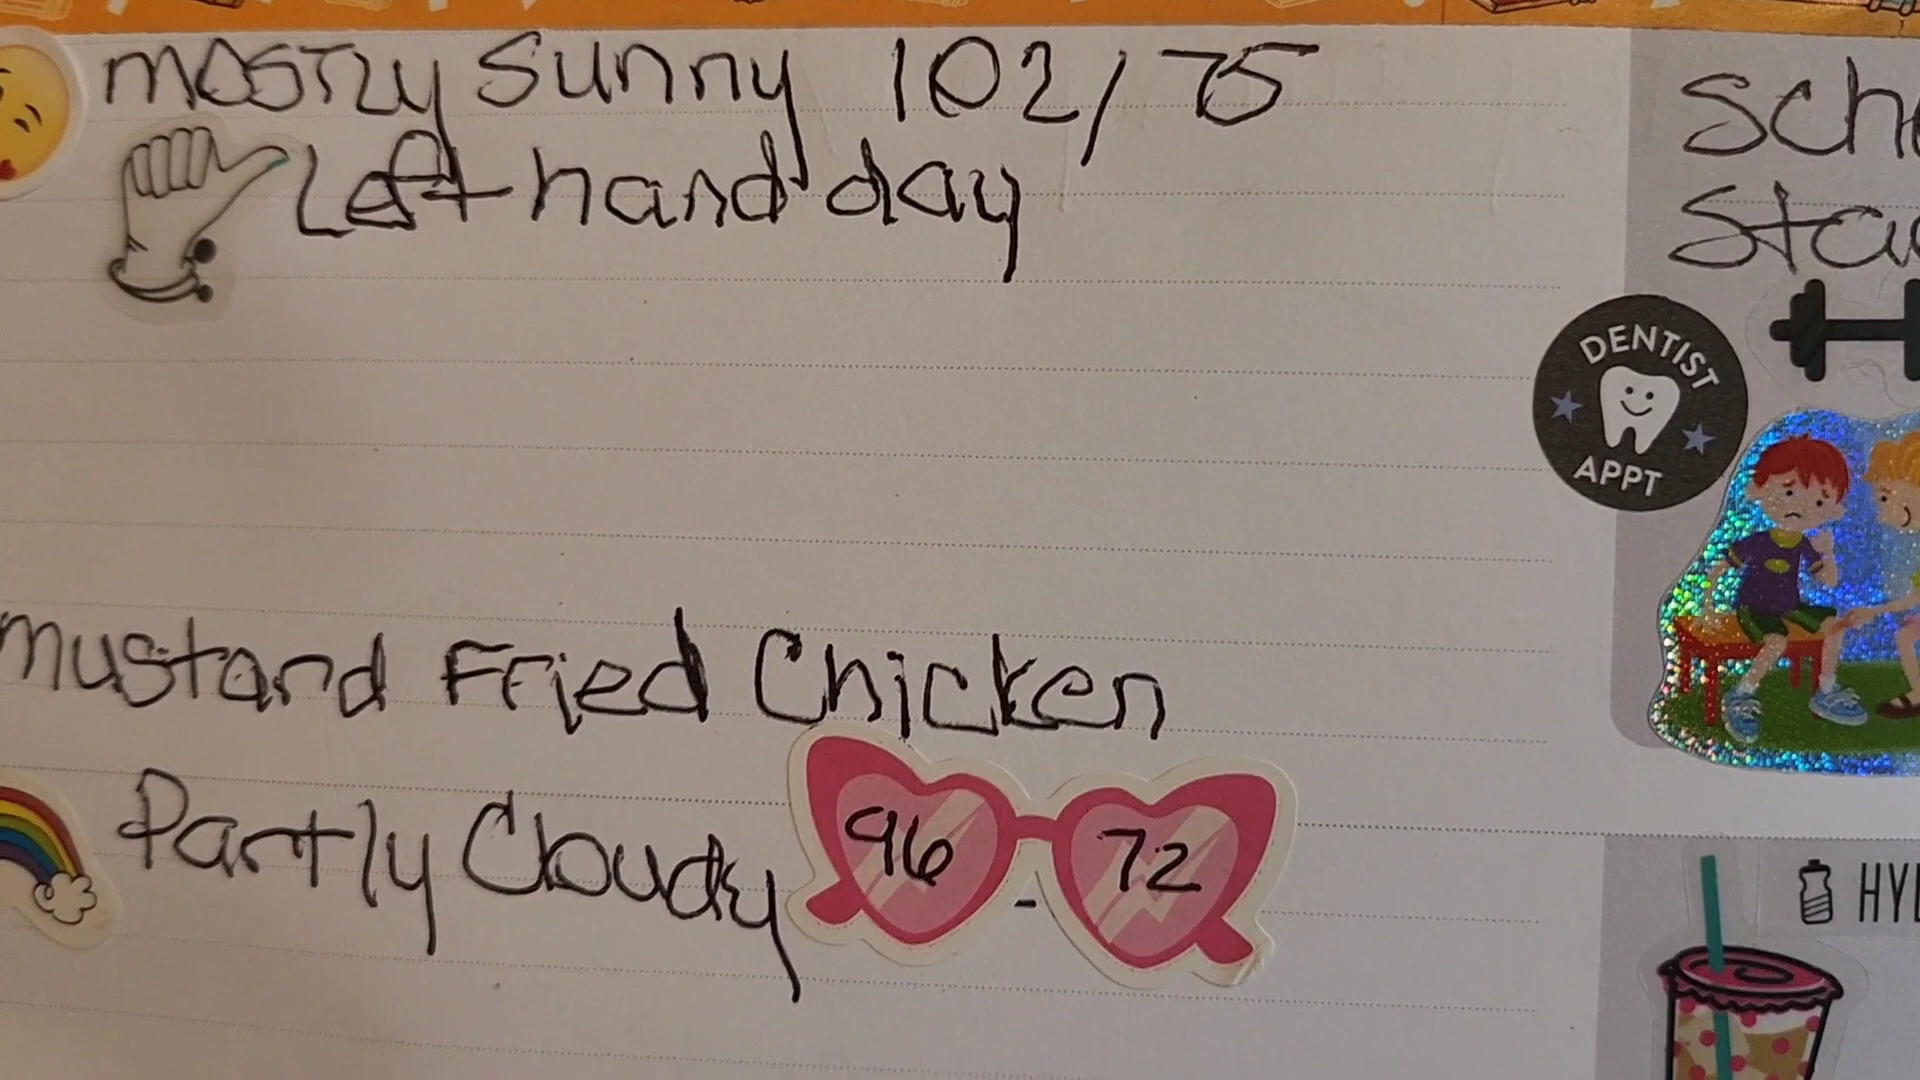 mostly sunny 102/75
Left hand day
DENTIST
APPT
mustard Fried Chicken
Partly Cloudy 96 - 72